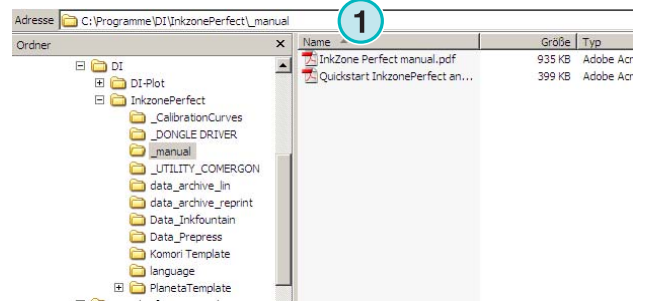 Adresse C:\Programme\DI\InkzonePerfect\_manual
1
Ordner x
Name Größe Typ
InkZone Perfect manual.pdf 935 KB Adobe Acr
Quickstart InkzonePerfect an... 399 KB Adobe Acr
DI
DI-Plot
InkzonePerfect
_CalibrationCurves
_DONGLE DRIVER
_manual
_UTILITY_COMERGON
data_archive_lin
data_archive_reprint
Data_Inkfountain
Data_Prepress
Komori Template
language
PlanetaTemplate